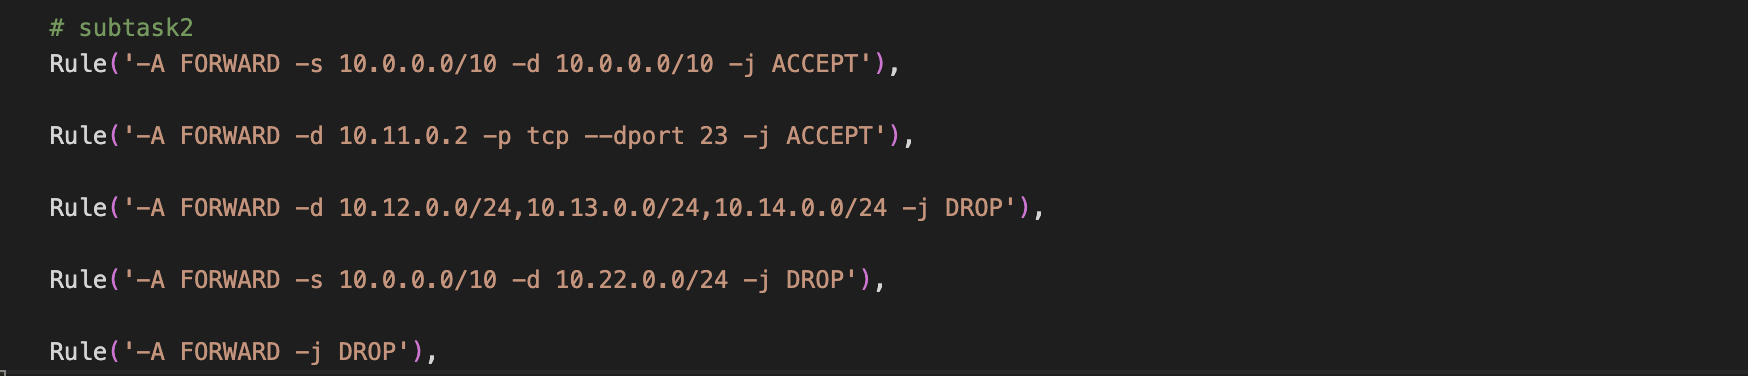 # subtask2
Rule('-A FORWARD -s 10.0.0.0/10 -d 10.0.0.0/10 -j ACCEPT'),
Rule('-A FORWARD -d 10.11.0.2 -p tcp --dport 23 -j ACCEPT'),
Rule('-A FORWARD -d 10.12.0.0/24,10.13.0.0/24,10.14.0.0/24 -j DROP'),
Rule('-A FORWARD -s 10.0.0.0/10 -d 10.22.0.0/24 -j DROP'),
Rule('-A FORWARD -j DROP'),